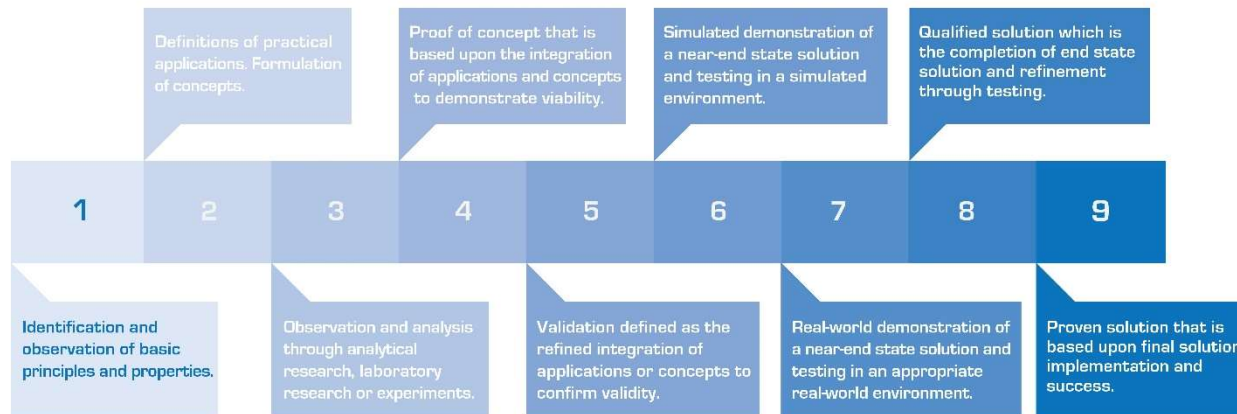 Definitions of practical
applications. Formulation
of concepts.
Proof of concept that is
based upon the integration
of applications and concepts
to demonstrate viability.
Simulated demonstration of
a near-end state solution
and testing in a simulated
environment.
Qualified solution which is
the completion of end state
solution and refinement
through testing.
1
2
3
4
5
6
7
8
9
Identification and
observation of basic
principles and properties.
Observation and analysis
through analytical
research, laboratory
research or experiments.
Validation defined as the
refined integration of
applications or concepts to
confirm validity.
Real-world demonstration of
a near-end state solution and
testing in an appropriate
real-world environment.
Proven solution that is
based upon final solution
implementation and
success.